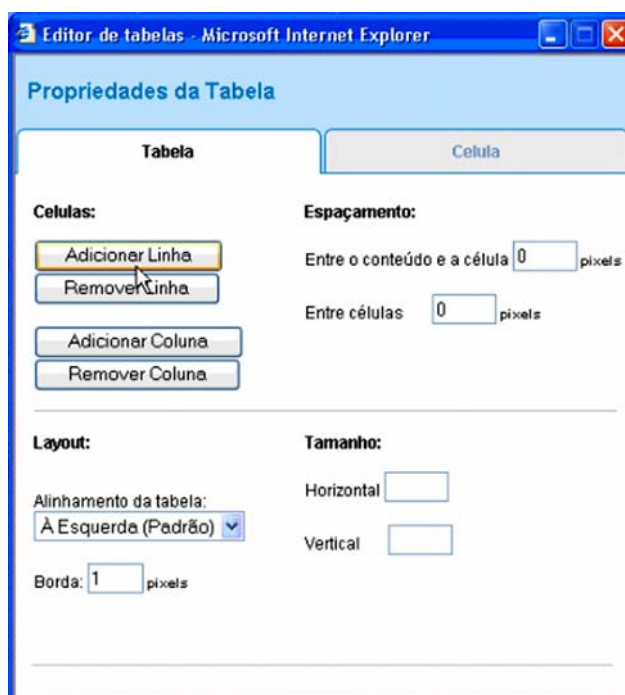 Editor de tabelas - Microsoft Internet Explorer
Propriedades da Tabela
Tabela
Celula
Celulas:
Adicionar Linha
Remover Linha
Adicionar Coluna
Remover Coluna
Espaçamento:
Entre o conteúdo e a célula 0 pixels
Entre células 0 pixels
Layout:
Alinhamento da tabela:
À Esquerda (Padrão)
Borda: 1 pixels
Tamanho:
Horizontal
Vertical